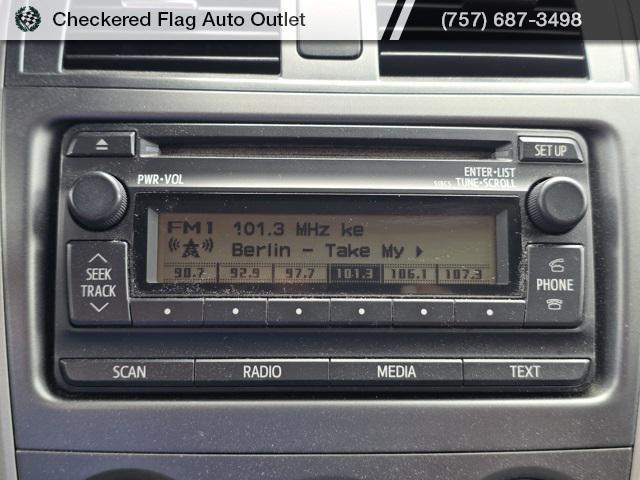 Checkered Flag Auto Outlet
(757) 687-3498
SET UP
PWR•VOL
ENTER•LIST
TUNE•SCROLL
FM1 101.3 MHz ke
Berlin - Take My
90.7 92.9 97.7 101.3 106.1 107.3
SEEK
TRACK
PHONE
SCAN RADIO MEDIA TEXT